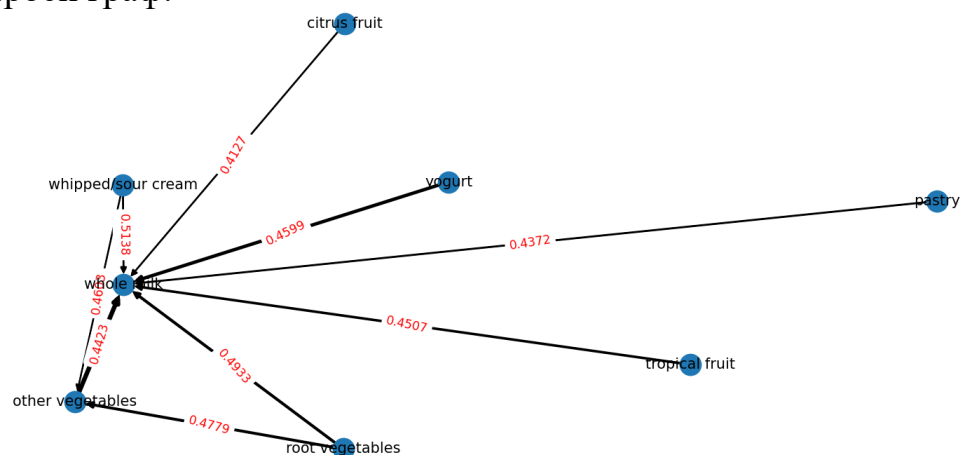 citrus fruit
0.4127
whipped/sour cream
yogurt
pastry
0.5138
0.4599
0.4372
whole milk
0.4423
0.4507
0.4933
tropical fruit
other vegetables
0.4779
root vegetables